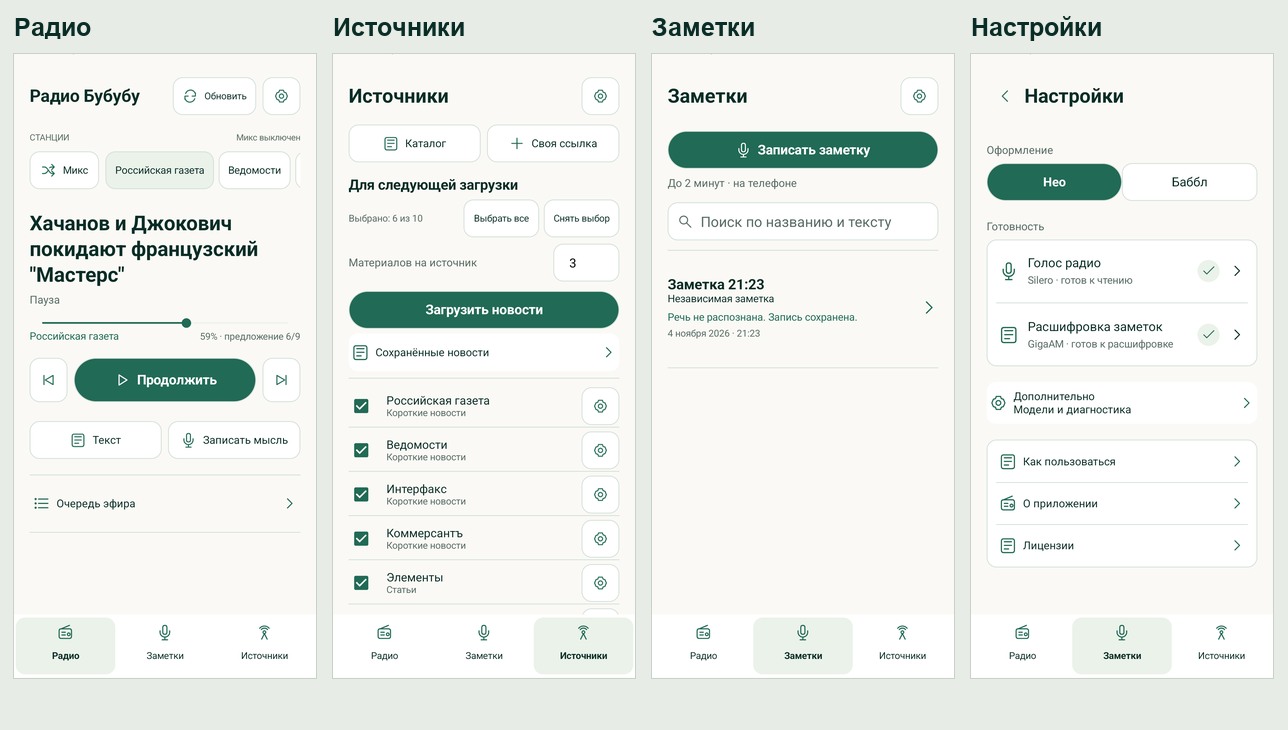 Радио
Источники
Заметки
Настройки
Радио Бубубу
Обновить
СТАНЦИИ
Микс выключен
Микс
Российская газета
Ведомости
Хачанов и Джокович
покидают французский
"Мастерс"
Пауза
Российская газета
59% · предложение 6/9
Продолжить
Текст
Записать мысль
Очередь эфира
Радио
Заметки
Источники
Источники
Каталог
Своя ссылка
Для следующей загрузки
Выбрано: 6 из 10
Выбрать все
Снять выбор
Материалов на источник
3
Загрузить новости
Сохранённые новости
Российская газета
Короткие новости
Ведомости
Короткие новости
Интерфакс
Короткие новости
Коммерсантъ
Короткие новости
Элементы
Статьи
Радио
Заметки
Источники
Заметки
Записать заметку
До 2 минут · на телефоне
Поиск по названию и тексту
Заметка 21:23
Независимая заметка
Речь не распознана. Запись сохранена.
4 ноября 2026 · 21:23
Радио
Заметки
Источники
Настройки
Оформление
Нео
Баббл
Готовность
Голос радио
Silero · готов к чтению
Расшифровка заметок
GigaAM · готов к расшифровке
Дополнительно
Модели и диагностика
Как пользоваться
О приложении
Лицензии
Радио
Заметки
Источники